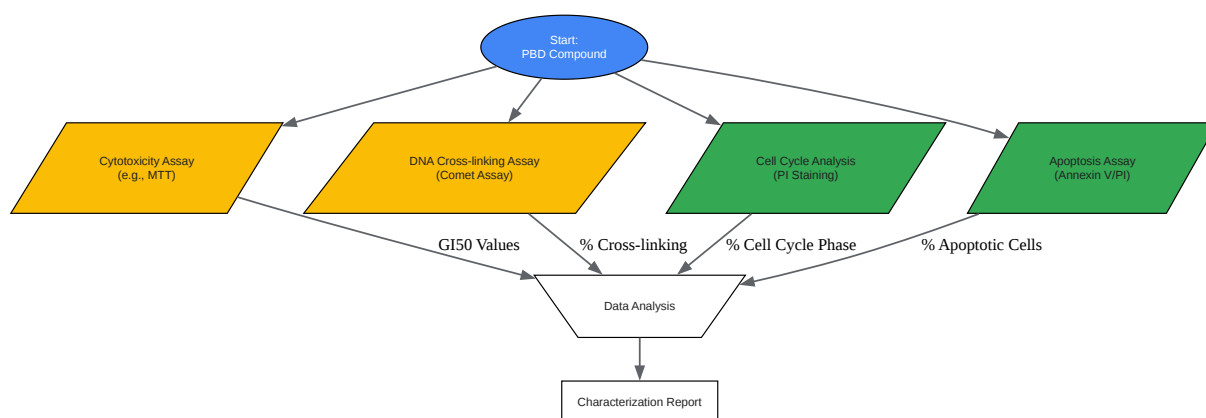 Start:
PBD Compound
Cytotoxicity Assay
(e.g., MTT)
DNA Cross-linking Assay
(Comet Assay)
Cell Cycle Analysis
(PI Staining)
Apoptosis Assay
(Annexin V/PI)
GI50 Values
% Cross-linking
% Cell Cycle Phase
% Apoptotic Cells
Data Analysis
Characterization Report